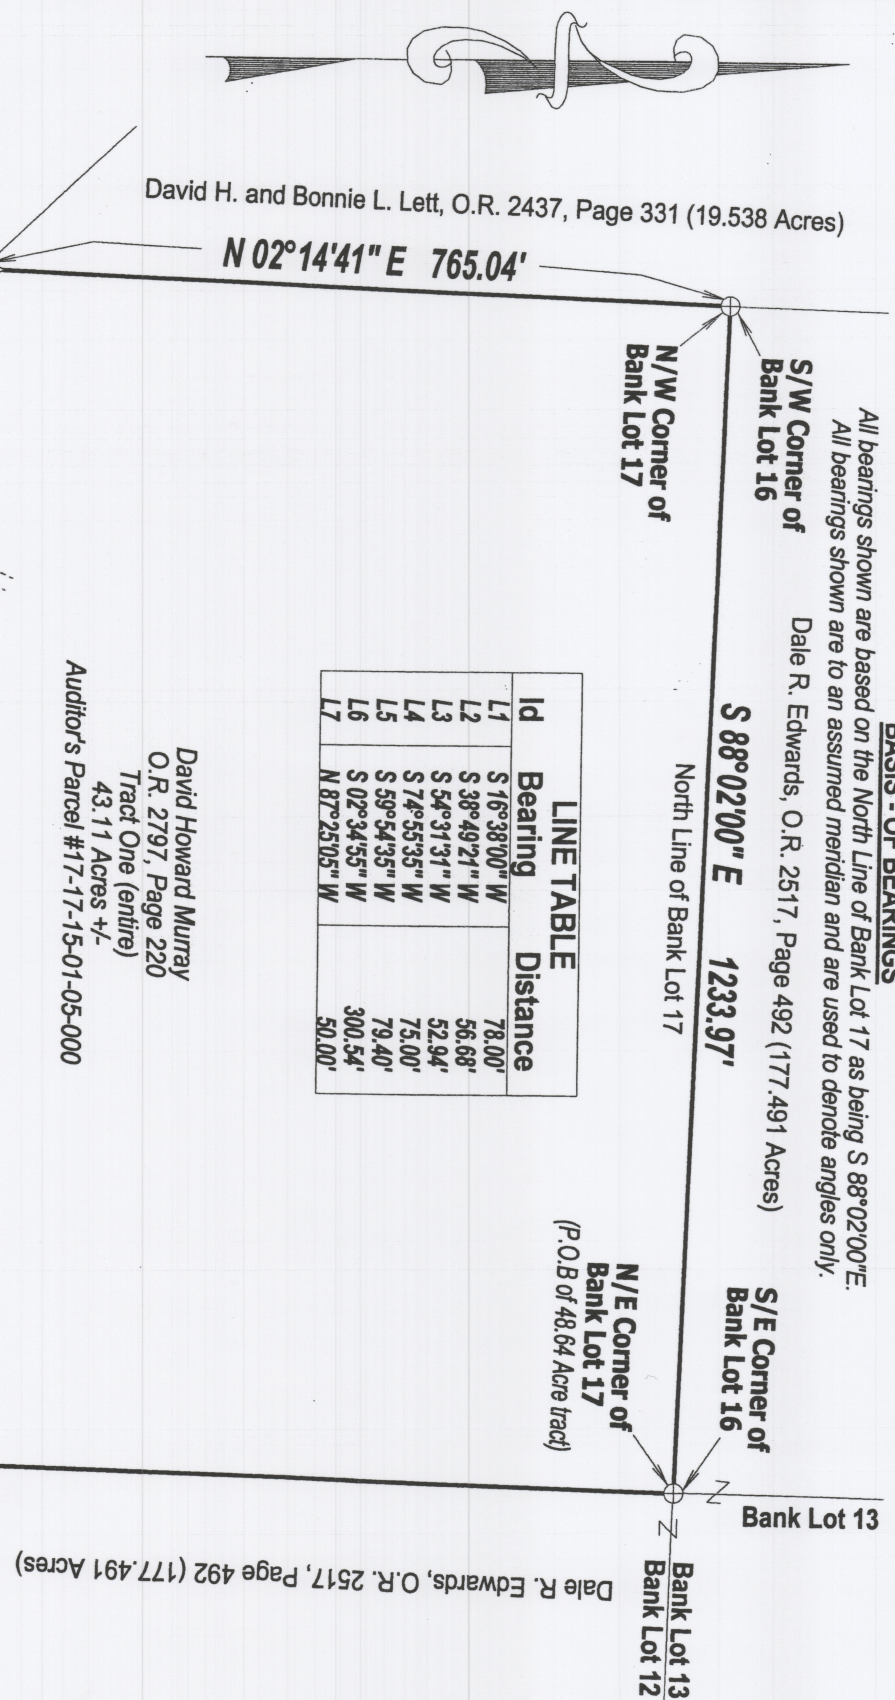 BASIS OF BEARINGS
All bearings shown are based on the North Line of Bank Lot 17 as being S 88°02'00"E.
All bearings shown are to an assumed meridian and are used to denote angles only.
David H. and Bonnie L. Lett, O.R. 2437, Page 331 (19.538 Acres)
N 02°14'41" E 765.04'
S/W Corner of
Bank Lot 16
N/W Corner of
Bank Lot 17
Dale R. Edwards, O.R. 2517, Page 492 (177.491 Acres)
S 88°02'00" E 1233.97'
North Line of Bank Lot 17
S/E Corner of
Bank Lot 16
N/E Corner of
Bank Lot 17
(P.O.B of 48.64 Acre tract)
Bank Lot 13
Bank Lot 13
Bank Lot 12
LINE TABLE
Id Bearing Distance
L1 S 16°38'00" W 78.00'
L2 S 38°49'21" W 56.68'
L3 S 54°31'31" W 52.94'
L4 S 74°55'35" W 75.00'
L5 S 59°54'35" W 79.40'
L6 S 02°34'55" W 300.54'
L7 N 87°25'05" W 50.00'
David Howard Murray
O.R. 2797, Page 220
Tract One (entire)
43.11 Acres +/-
Auditor's Parcel #17-17-15-01-05-000
Dale R. Edwards, O.R. 2517, Page 492 (177.491 Acres)